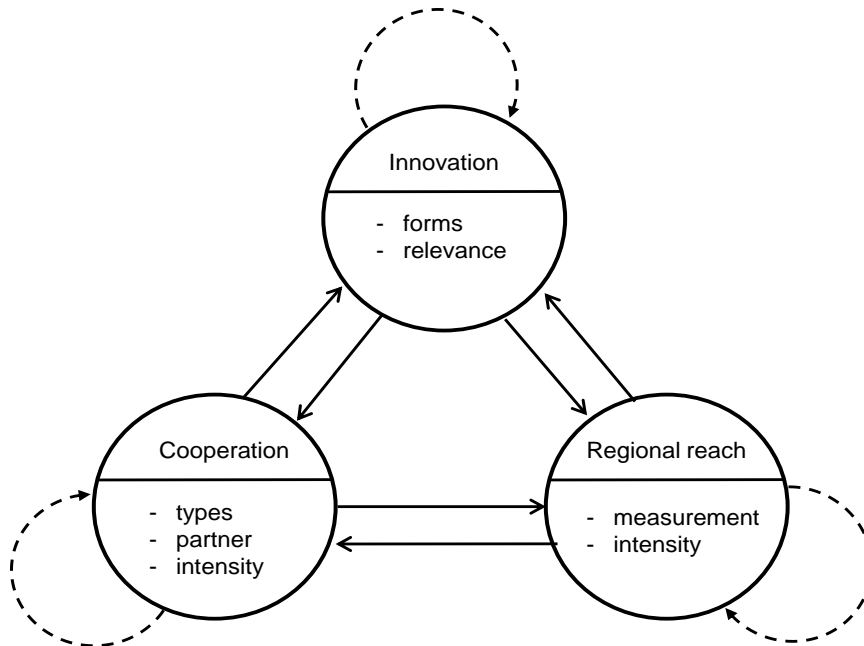 Innovation
- forms
- relevance
Cooperation
- types
- partner
- intensity
Regional reach
- measurement
- intensity